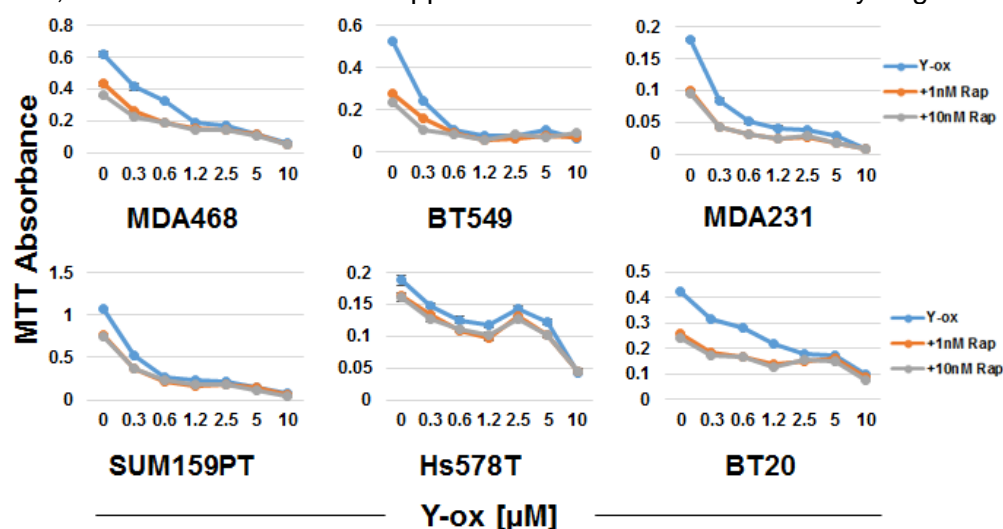 0.8
0.6
0.4
0.2
0
0 0.3 0.6 1.2 2.5 5 10
MDA468
0.6
0.4
0.2
0
0 0.3 0.6 1.2 2.5 5 10
BT549
0.2
0.15
0.1
0.05
0
0 0.3 0.6 1.2 2.5 5 10
MDA231
Y-ox
+1nM Rap
+10nM Rap
MTT Absorbance
1.5
1
0.5
0
0 0.3 0.6 1.2 2.5 5 10
SUM159PT
0.2
0.15
0.1
0.05
0
0 0.3 0.6 1.2 2.5 5 10
Hs578T
0.5
0.4
0.3
0.2
0.1
0
0 0.3 0.6 1.2 2.5 5 10
BT20
Y-ox
+1nM Rap
+10nM Rap
Y-ox [µM]